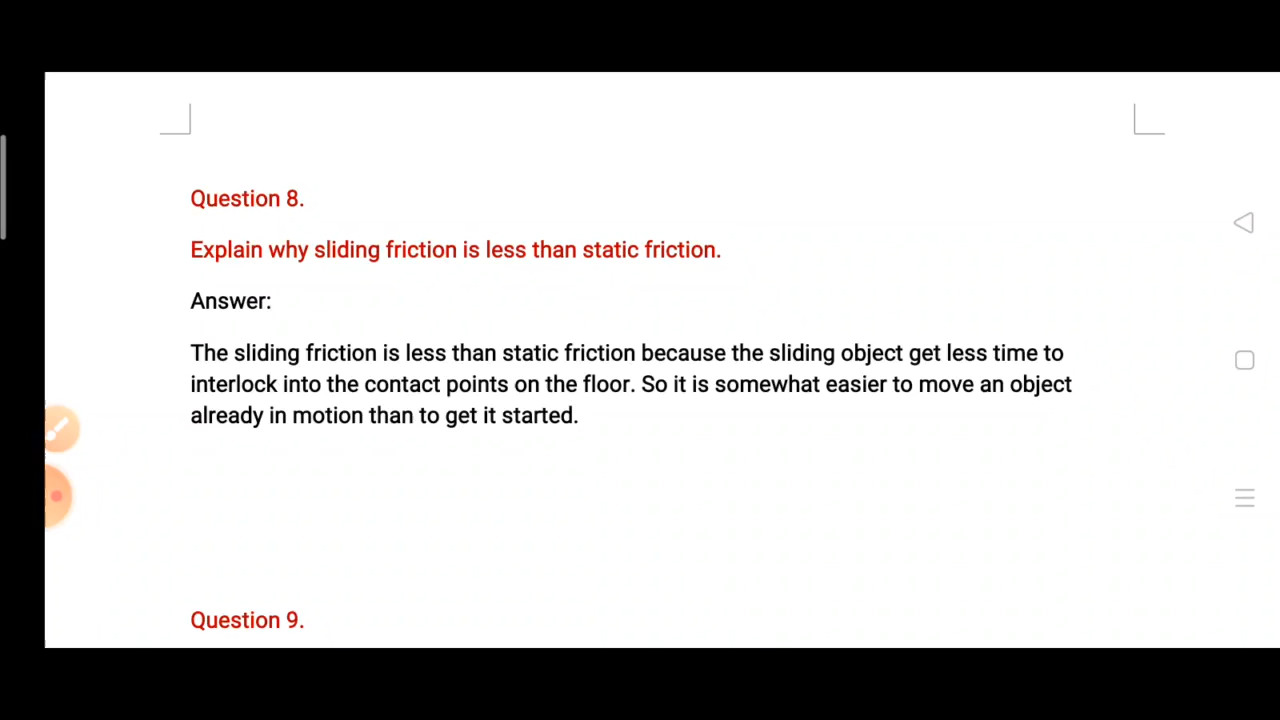 Question 8.
Explain why sliding friction is less than static friction.
Answer:
The sliding friction is less than static friction because the sliding object get less time to
interlock into the contact points on the floor. So it is somewhat easier to move an object
already in motion than to get it started.
Question 9.